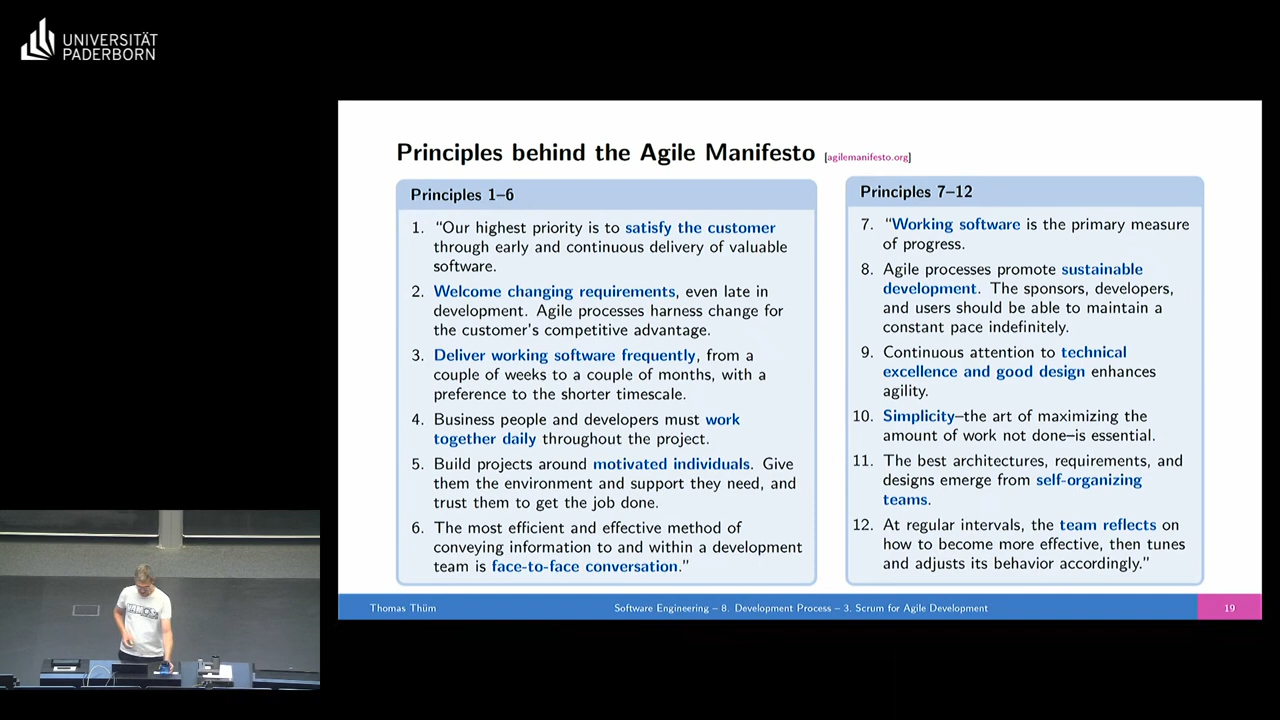 UNIVERSITÄT
PADERBORN
Principles behind the Agile Manifesto [agilemanifesto.org]
Principles 1–6
1. “Our highest priority is to satisfy the customer
through early and continuous delivery of valuable
software.
2. Welcome changing requirements, even late in
development. Agile processes harness change for
the customer’s competitive advantage.
3. Deliver working software frequently, from a
couple of weeks to a couple of months, with a
preference to the shorter timescale.
4. Business people and developers must work
together daily throughout the project.
5. Build projects around motivated individuals. Give
them the environment and support they need, and
trust them to get the job done.
6. The most efficient and effective method of
conveying information to and within a development
team is face-to-face conversation.”
Principles 7–12
7. “Working software is the primary measure
of progress.
8. Agile processes promote sustainable
development. The sponsors, developers,
and users should be able to maintain a
constant pace indefinitely.
9. Continuous attention to technical
excellence and good design enhances
agility.
10. Simplicity–the art of maximizing the
amount of work not done–is essential.
11. The best architectures, requirements, and
designs emerge from self-organizing
teams.
12. At regular intervals, the team reflects on
how to become more effective, then tunes
and adjusts its behavior accordingly.”
Thomas Thüm
Software Engineering – 8. Development Process – 3. Scrum for Agile Development
19